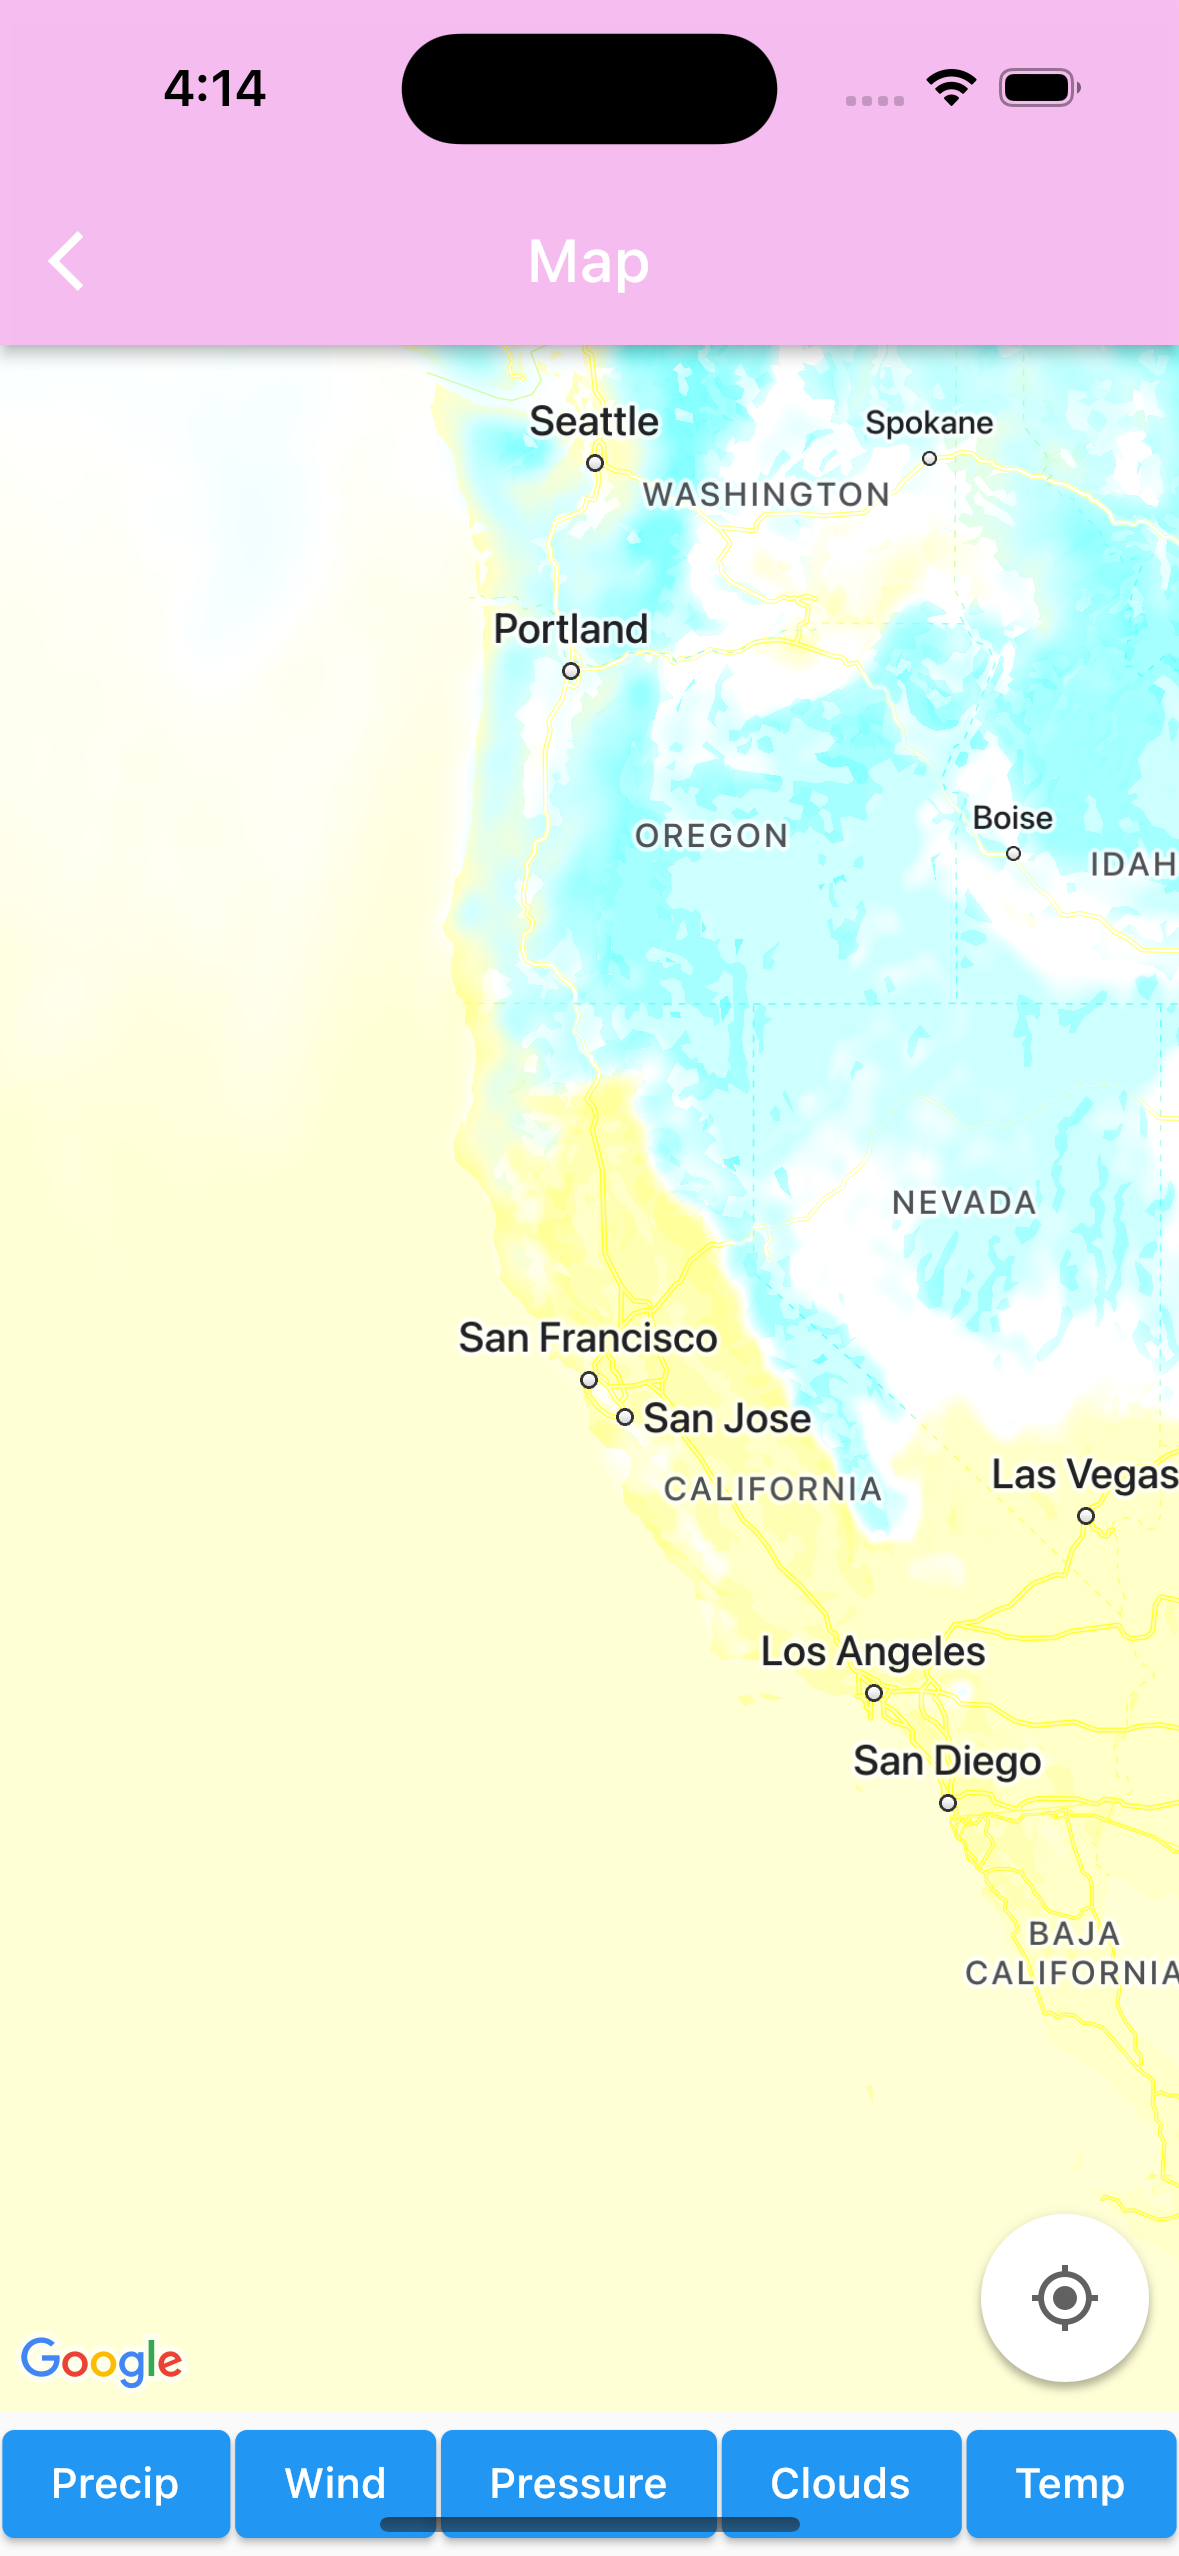 4:14
Map
Seattle
Spokane
WASHINGTON
Portland
OREGON
Boise
IDAH
NEVADA
San Francisco
San Jose
CALIFORNIA
Las Vegas
Los Angeles
San Diego
BAJA
CALIFORNIA
Google
Precip
Wind
Pressure
Clouds
Temp